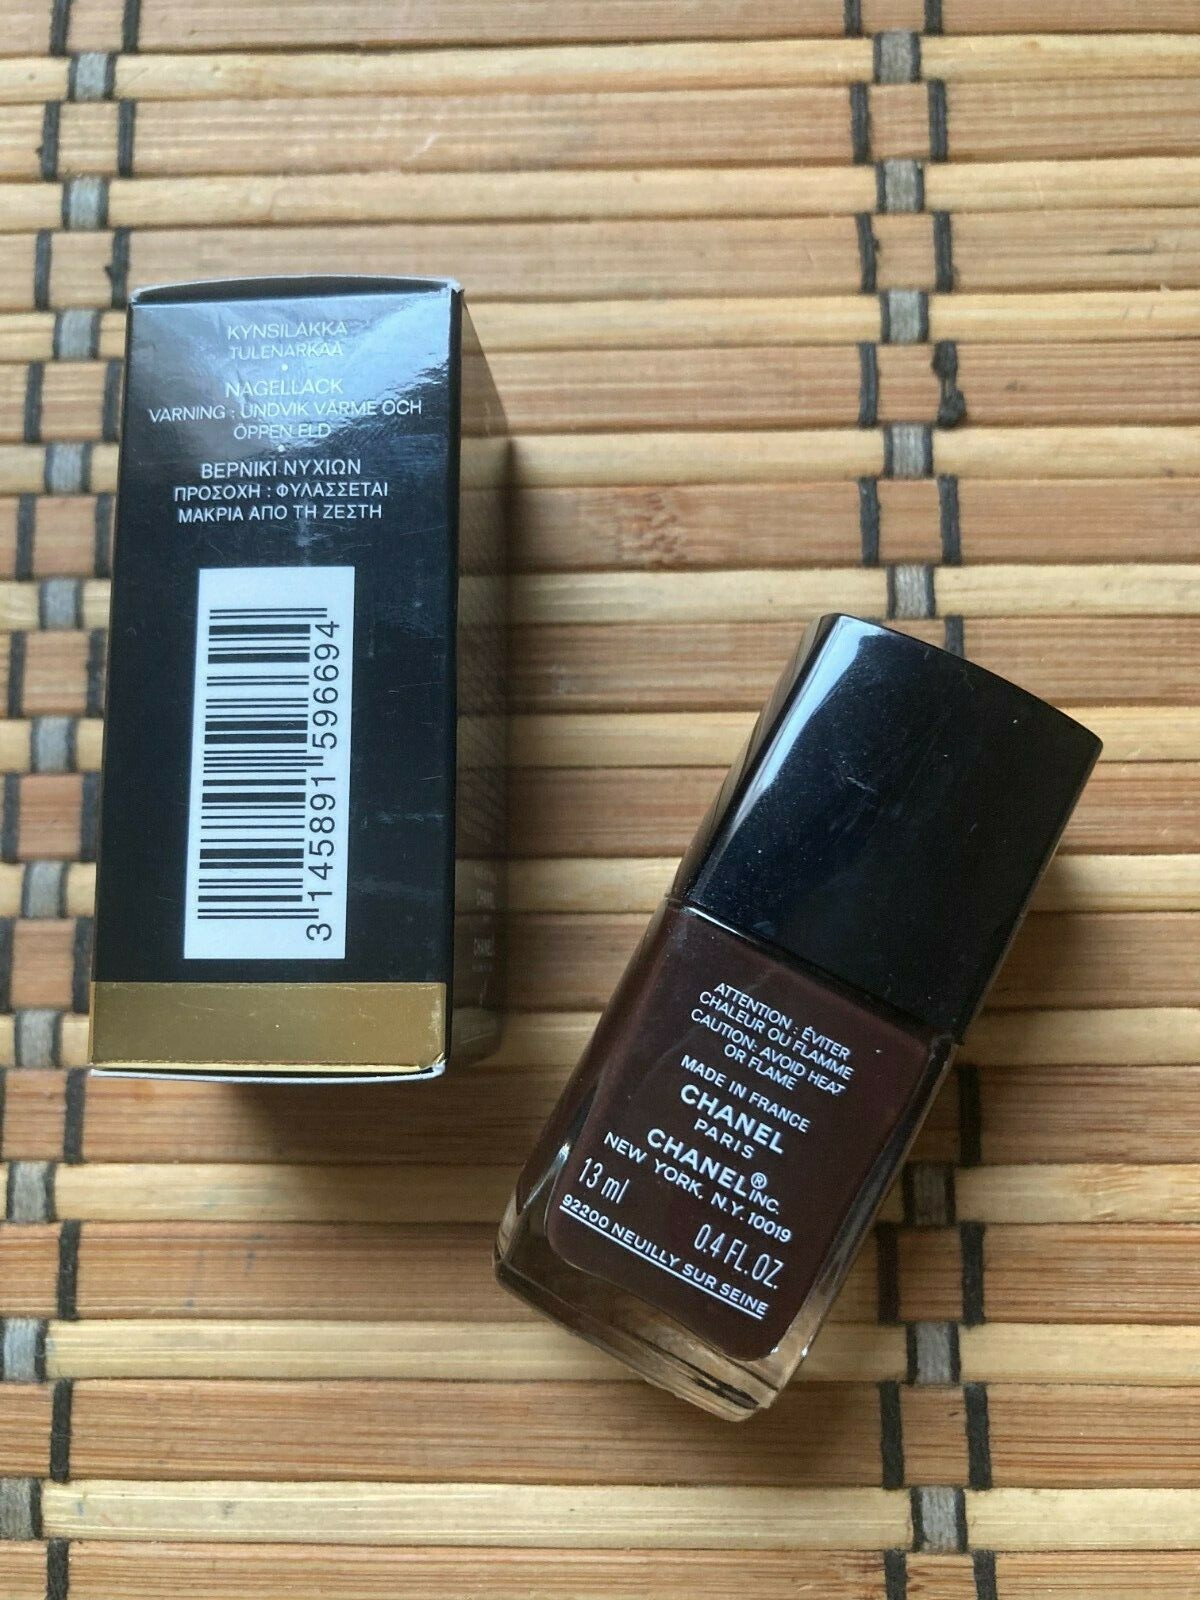 KYNSILAKKA
TULENARKAA
•
NAGELLACK
VARNING : UNDVIK VÄRME OCH
ÖPPEN ELD
•
ΒΕΡΝΙΚΙ ΝΥΧΙΩΝ
ΠΡΟΣΟΧΗ : ΦΥΛΑΣΣΕΤΑΙ
ΜΑΚΡΙΑ ΑΠΟ ΤΗ ΖΕΣΤΗ
3 145891 596694
CHANEL
ATTENTION : ÉVITER
CHALEUR OU FLAMME
CAUTION: AVOID HEAT
OR FLAME
MADE IN FRANCE
CHANEL
PARIS
CHANEL® INC.
NEW YORK, N.Y. 10019
13 ml 0.4 FL.OZ.
92200 NEUILLY SUR SEINE